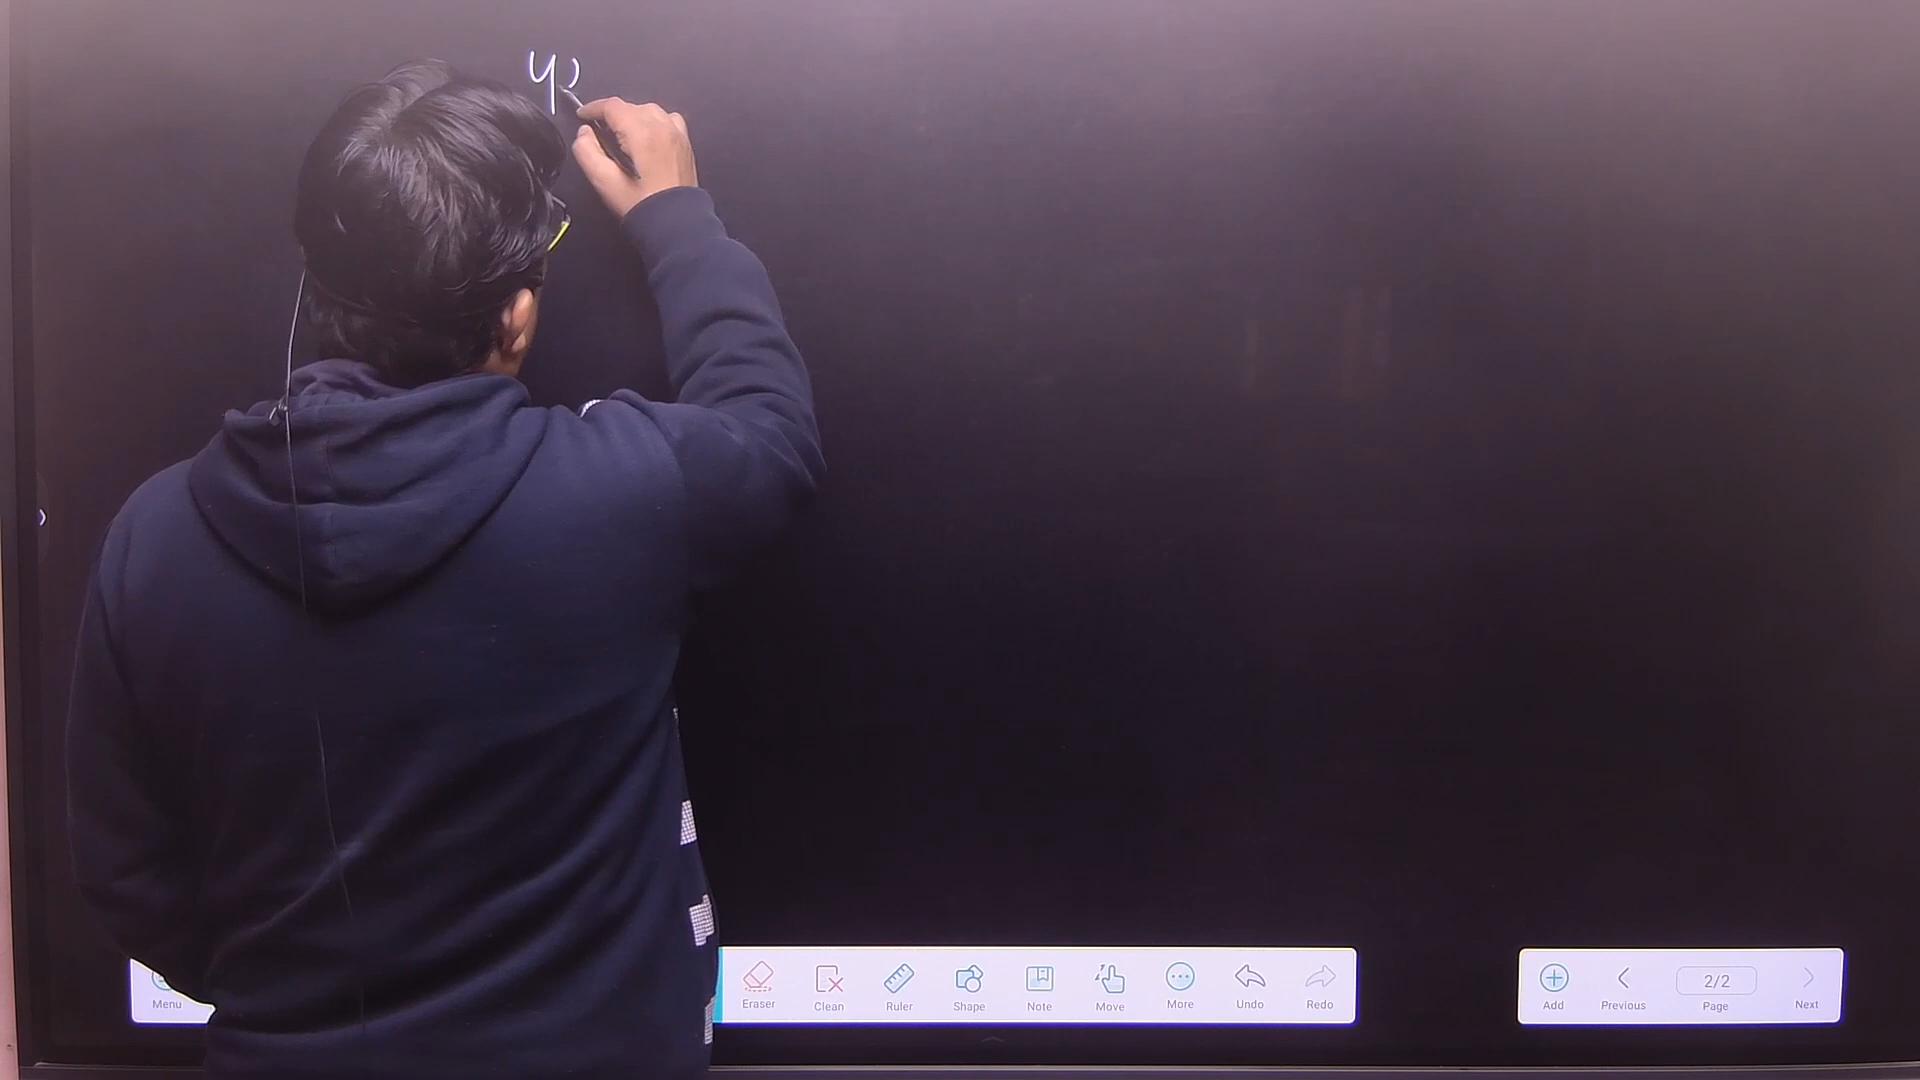 Menu
Eraser
Clean
Ruler
Shape
Note
Move
More
Undo
Redo
Add
Previous
2/2
Page
Next